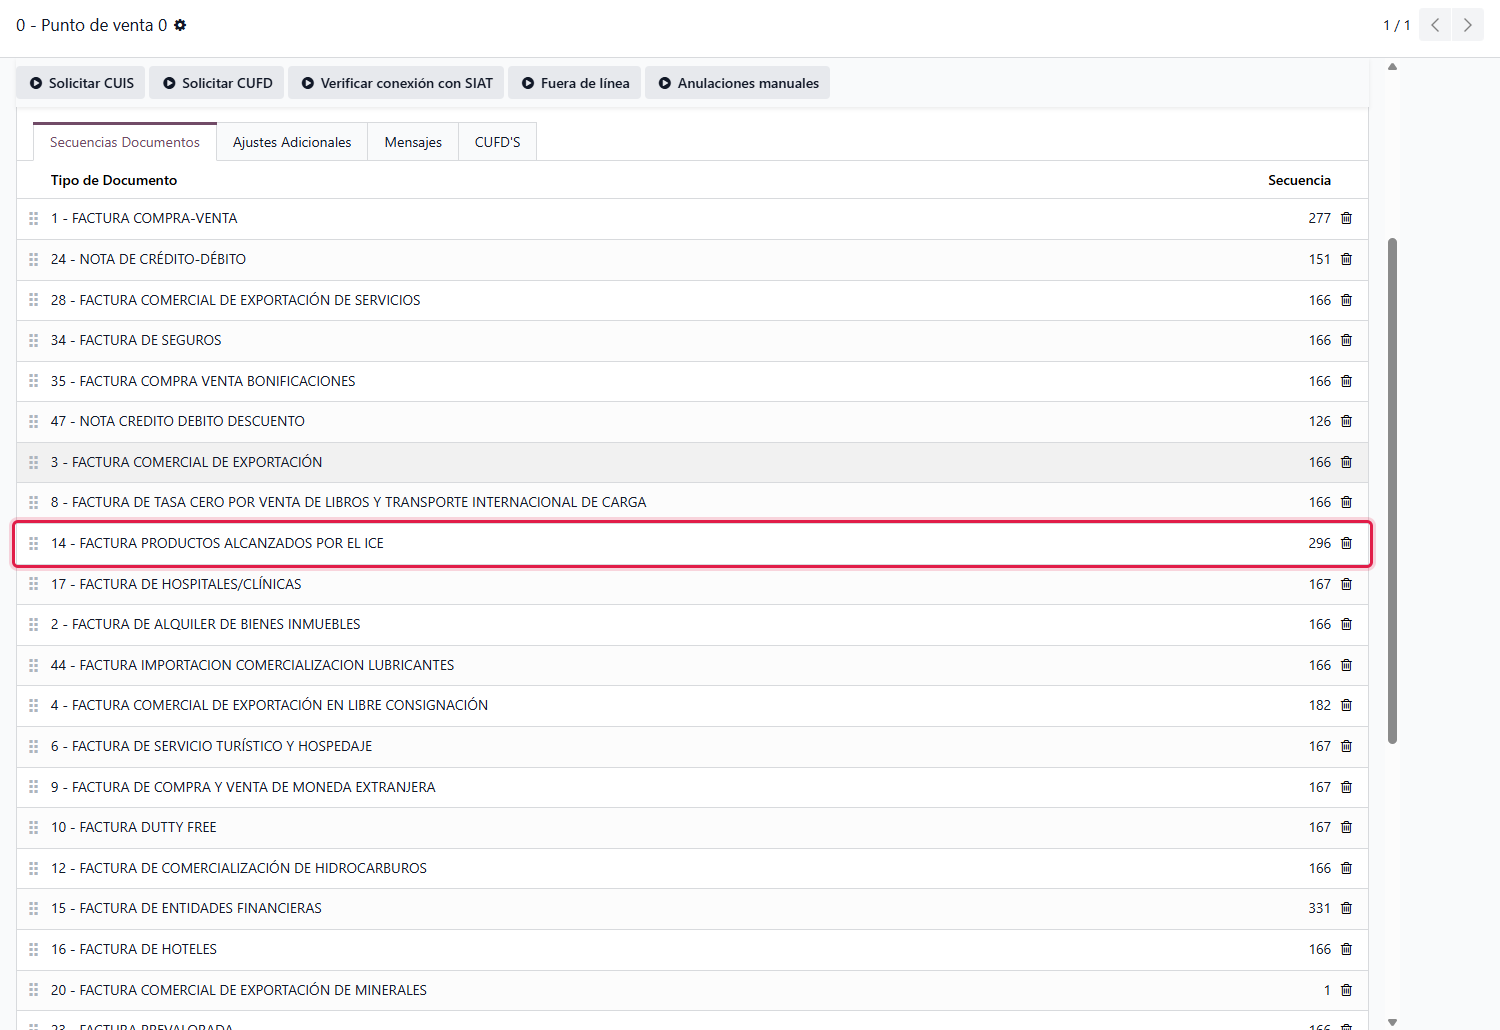 0 - Punto de venta 0
1 / 1
Solicitar CUIS Solicitar CUFD Verificar conexión con SIAT Fuera de línea Anulaciones manuales
Secuencias Documentos Ajustes Adicionales Mensajes CUFD'S
Tipo de Documento Secuencia
1 - FACTURA COMPRA-VENTA 277
24 - NOTA DE CRÉDITO-DÉBITO 151
28 - FACTURA COMERCIAL DE EXPORTACIÓN DE SERVICIOS 166
34 - FACTURA DE SEGUROS 166
35 - FACTURA COMPRA VENTA BONIFICACIONES 166
47 - NOTA CREDITO DEBITO DESCUENTO 126
3 - FACTURA COMERCIAL DE EXPORTACIÓN 166
8 - FACTURA DE TASA CERO POR VENTA DE LIBROS Y TRANSPORTE INTERNACIONAL DE CARGA 166
14 - FACTURA PRODUCTOS ALCANZADOS POR EL ICE 296
17 - FACTURA DE HOSPITALES/CLÍNICAS 167
2 - FACTURA DE ALQUILER DE BIENES INMUEBLES 166
44 - FACTURA IMPORTACION COMERCIALIZACION LUBRICANTES 166
4 - FACTURA COMERCIAL DE EXPORTACIÓN EN LIBRE CONSIGNACIÓN 182
6 - FACTURA DE SERVICIO TURÍSTICO Y HOSPEDAJE 167
9 - FACTURA DE COMPRA Y VENTA DE MONEDA EXTRANJERA 167
10 - FACTURA DUTTY FREE 167
12 - FACTURA DE COMERCIALIZACIÓN DE HIDROCARBUROS 166
15 - FACTURA DE ENTIDADES FINANCIERAS 331
16 - FACTURA DE HOTELES 166
20 - FACTURA COMERCIAL DE EXPORTACIÓN DE MINERALES 1
23 - FACTURA PREVALORADA 166